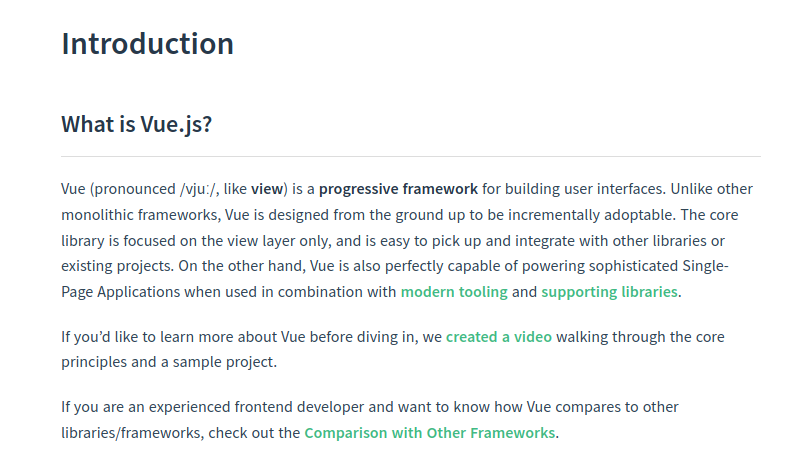 Introduction
What is Vue.js?
Vue (pronounced /vjuː/, like view) is a progressive framework for building user interfaces. Unlike other
monolithic frameworks, Vue is designed from the ground up to be incrementally adoptable. The core
library is focused on the view layer only, and is easy to pick up and integrate with other libraries or
existing projects. On the other hand, Vue is also perfectly capable of powering sophisticated Single-
Page Applications when used in combination with modern tooling and supporting libraries.
If you’d like to learn more about Vue before diving in, we created a video walking through the core
principles and a sample project.
If you are an experienced frontend developer and want to know how Vue compares to other
libraries/frameworks, check out the Comparison with Other Frameworks.